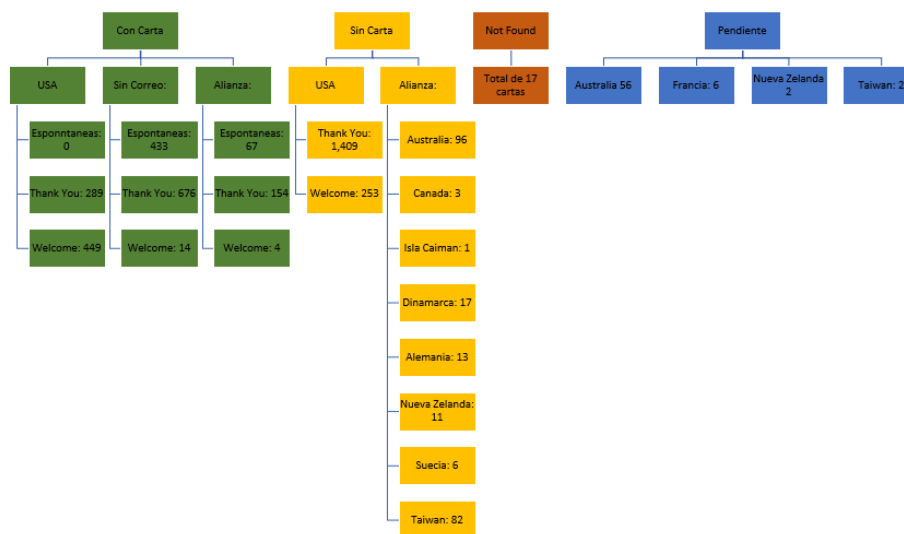 Con Carta
Sin Carta
Not Found
Pendiente
USA
Sin Correo:
Alianza:
USA
Alianza:
Total de 17
cartas
Australia 56
Francia: 6
Nueva Zelanda
2
Taiwan: 2
Esponntaneas:
0
Espontaneas:
433
Espontaneas:
67
Thank You:
1,409
Australia: 96
Thank You: 289
Thank You: 676
Thank You: 154
Welcome: 253
Canada: 3
Welcome: 449
Welcome: 14
Welcome: 4
Isla Caiman: 1
Dinamarca: 17
Alemania: 13
Nueva Zelanda:
11
Suecia: 6
Taiwan: 82